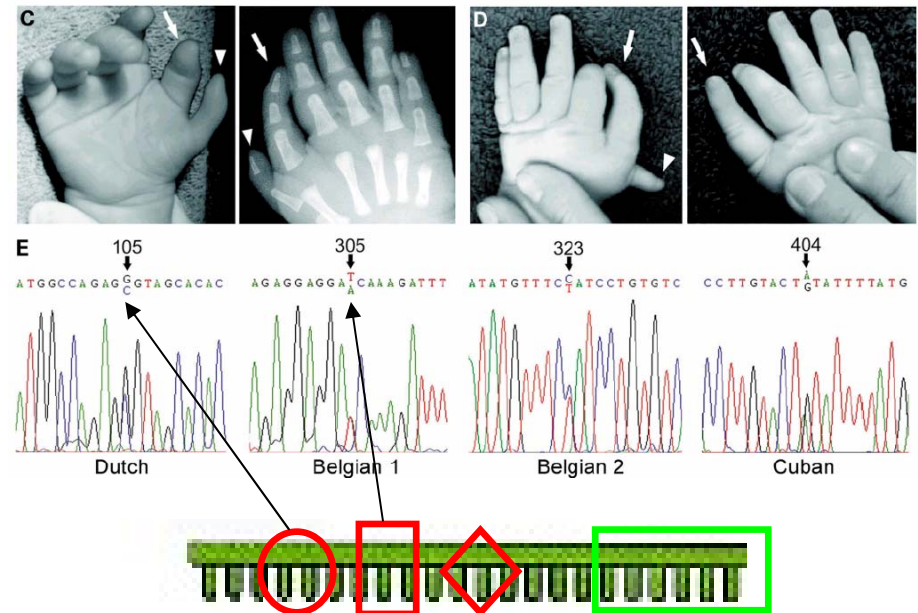 C
D
E
105
305
323
404
G
T
C
A
ATGGCCAGAG GTAGCACAC
AGAGGAGGA CAAAGATTT
ATATGTTTC ATCCTGTGTC
CCTTGTACT TATTTTATG
C
A
T
G
Dutch
Belgian 1
Belgian 2
Cuban